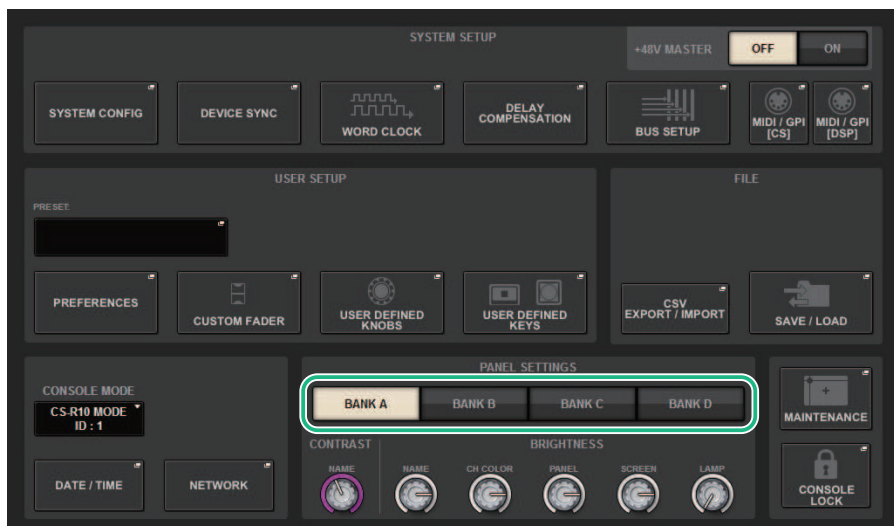 SYSTEM SETUP
+48V MASTER
OFF
ON
SYSTEM CONFIG
DEVICE SYNC
WORD CLOCK
DELAY
COMPENSATION
BUS SETUP
MIDI / GPI
[CS]
MIDI / GPI
[DSP]
USER SETUP
PRESET
PREFERENCES
CUSTOM FADER
USER DEFINED
KNOBS
USER DEFINED
KEYS
FILE
CSV
EXPORT / IMPORT
SAVE / LOAD
CONSOLE MODE
CS-R10 MODE
ID : 1
DATE / TIME
NETWORK
PANEL SETTINGS
BANK A
BANK B
BANK C
BANK D
CONTRAST
BRIGHTNESS
NAME
NAME
CH COLOR
PANEL
SCREEN
LAMP
MAINTENANCE
CONSOLE
LOCK